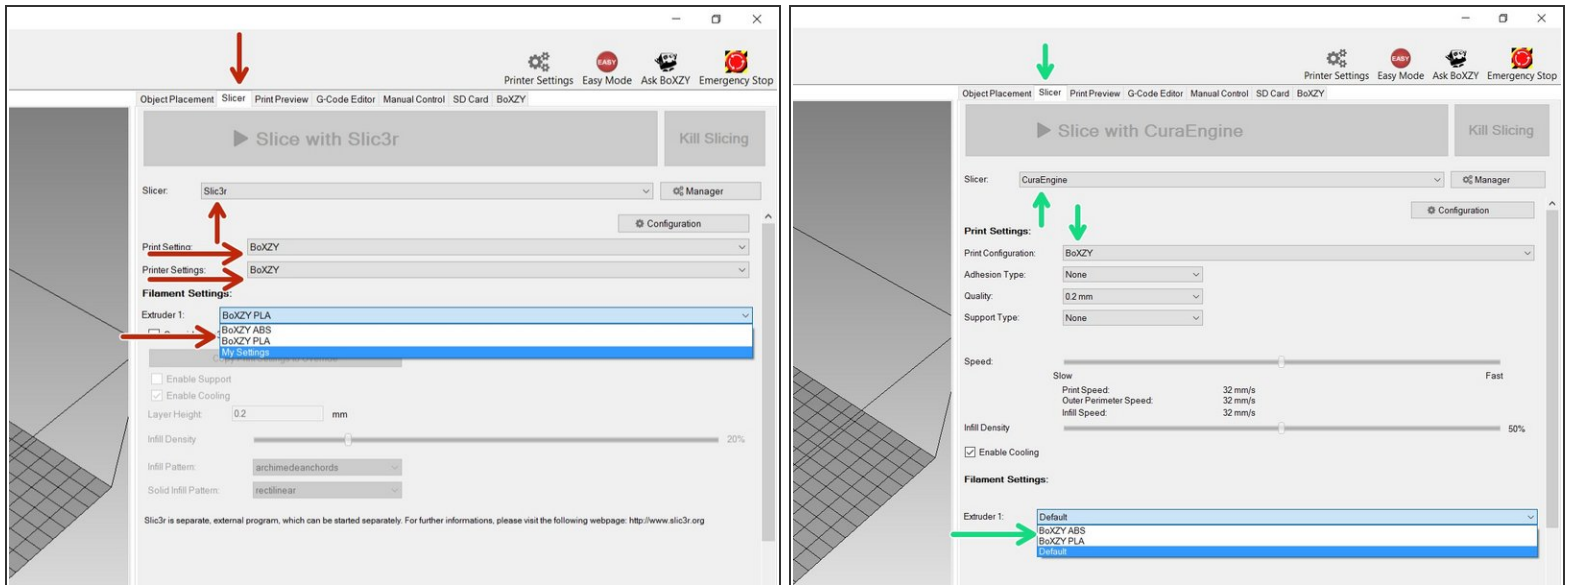 Printer Settings Easy Mode Ask BoXZY Emergency Stop
Object Placement Slicer Print Preview G-Code Editor Manual Control SD Card BoXZY
Slice with Slic3r
Kill Slicing
Slicer: Slic3r Manager
Configuration
Print Setting: BoXZY
Printer Settings: BoXZY
Filament Settings:
Extruder 1: BoXZY PLA
BoXZY ABS
BoXZY PLA
My Settings
Enable Support
Enable Cooling
Layer Height 0.2 mm
Infill Density 20%
Infill Pattern: archimedeanchords
Solid Infill Pattern: rectilinear
Slic3r is separate, external program, which can be started separately. For further informations, please visit the following webpage: http://www.slic3r.org
Printer Settings Easy Mode Ask BoXZY Emergency Stop
Object Placement Slicer Print Preview G-Code Editor Manual Control SD Card BoXZY
Slice with CuraEngine
Kill Slicing
Slicer: CuraEngine Manager
Configuration
Print Settings:
Print Configuration: BoXZY
Adhesion Type: None
Quality: 0.2 mm
Support Type: None
Speed:
Slow Fast
Print Speed: 32 mm/s
Outer Perimeter Speed: 32 mm/s
Infill Speed: 32 mm/s
Infill Density 50%
Enable Cooling
Filament Settings:
Extruder 1: Default
BoXZY ABS
BoXZY PLA
Default